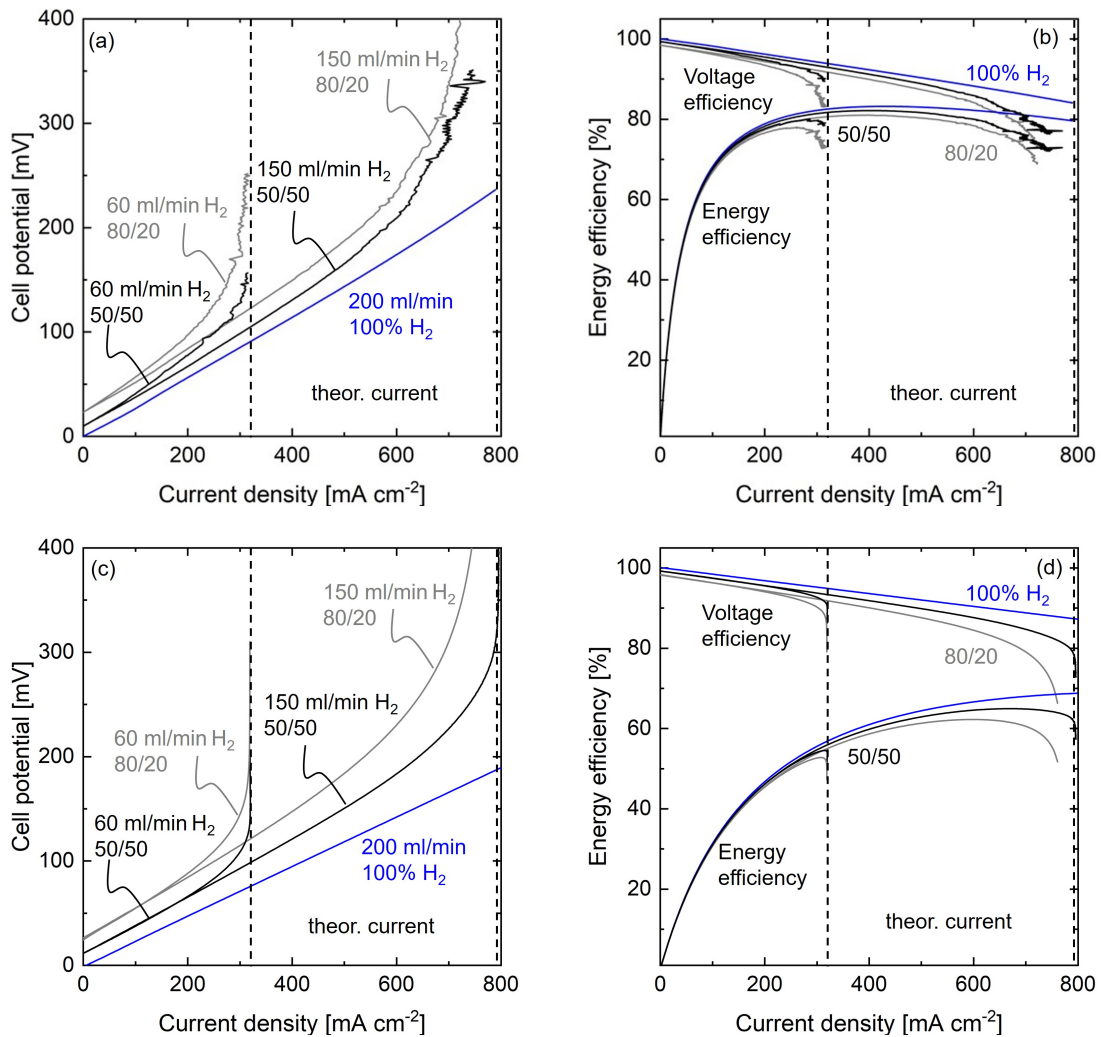 (a)
400
300
200
100
0
Cell potential [mV]
150 ml/min H₂
80/20
150 ml/min H₂
50/50
60 ml/min H₂
80/20
60 ml/min H₂
50/50
200 ml/min
100% H₂
theor. current
0 200 400 600 800
Current density [mA cm⁻²]
(b)
100
80
60
40
20
Energy efficiency [%]
100% H₂
Voltage
efficiency
50/50
80/20
Energy
efficiency
theor. current
0 200 400 600 800
Current density [mA cm⁻²]
(c)
400
300
200
100
0
Cell potential [mV]
150 ml/min H₂
80/20
150 ml/min H₂
50/50
60 ml/min H₂
80/20
60 ml/min H₂
50/50
200 ml/min
100% H₂
theor. current
0 200 400 600 800
Current density [mA cm⁻²]
(d)
100
80
60
40
20
Energy efficiency [%]
100% H₂
Voltage
efficiency
80/20
50/50
Energy
efficiency
theor. current
0 200 400 600 800
Current density [mA cm⁻²]